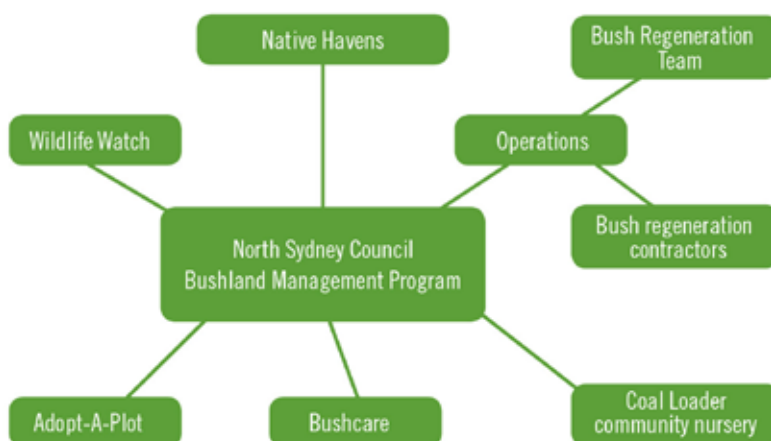 Native Havens
Bush Regeneration
Team
Wildlife Watch
Operations
North Sydney Council
Bushland Management Program
Bush regeneration
contractors
Adopt-A-Plot
Bushcare
Coal Loader
community nursery